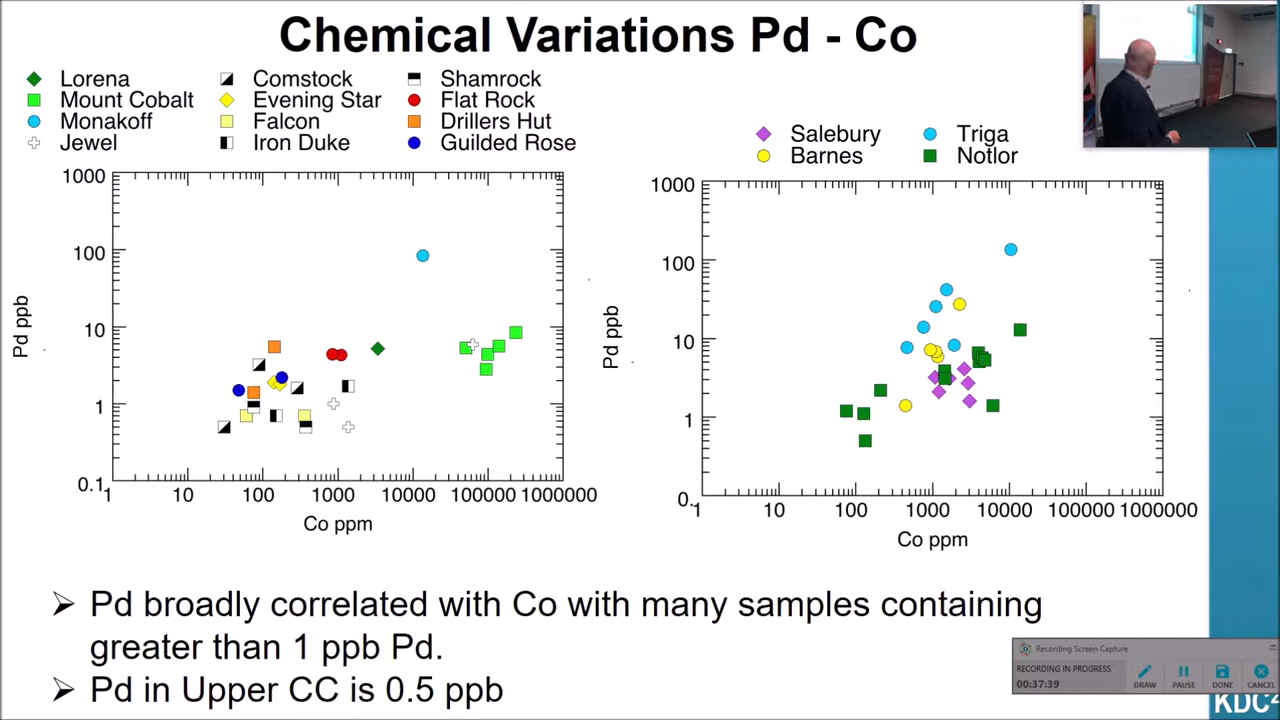 Chemical Variations Pd - Co
Lorena
Mount Cobalt
Monakoff
Jewel
Comstock
Evening Star
Falcon
Iron Duke
Shamrock
Flat Rock
Drillers Hut
Guilded Rose
Salebury
Barnes
Triga
Notlor
1000
100
10
1
0.1
Pd ppb
1 10 100 1000 10000 100000 1000000
Co ppm
1000
100
10
1
0.
Pd ppb
1 10 100 1000 10000 100000 1000000
Co ppm
➢ Pd broadly correlated with Co with many samples containing
greater than 1 ppb Pd.
➢ Pd in Upper CC is 0.5 ppb
Recording Screen Capture
RECORDING IN PROGRESS
00:37:39
DRAW PAUSE DONE CANCEL
KDC²